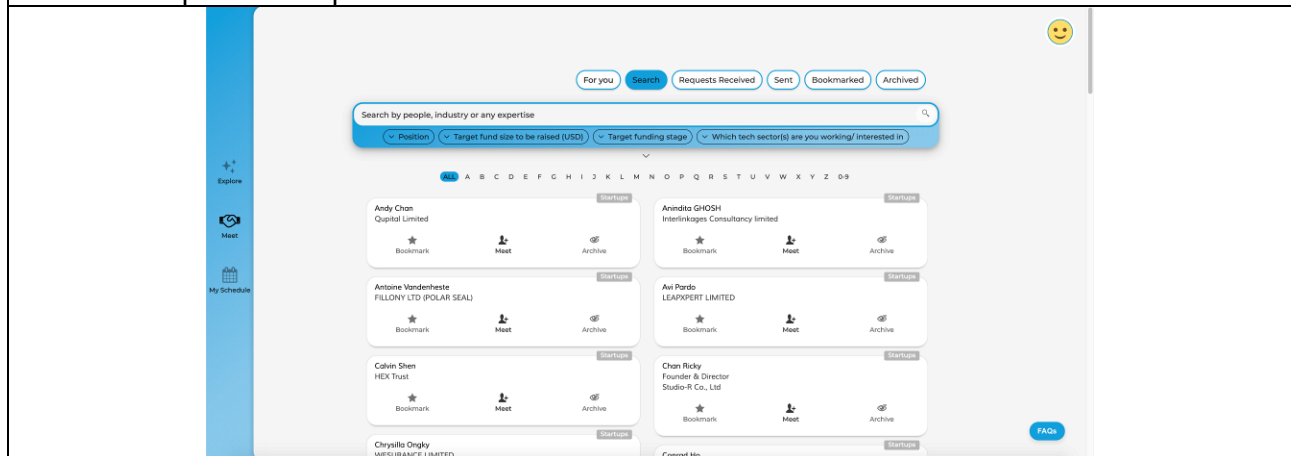 For you Search Requests Received Sent Bookmarked Archived
Search by people, industry or any expertise
Position Target fund size to be raised (USD) Target funding stage Which tech sector(s) are you working/ interested in
Explore
Meet
My Schedule
ALL A B C D E F G H I J K L M N O P Q R S T U V W X Y Z 0-9
Startups
Andy Chan
Qupital Limited
Bookmark Meet Archive
Startups
Anindita GHOSH
Interlinkages Consultancy limited
Bookmark Meet Archive
Startups
Antoine Vandenheste
FILLONY LTD (POLAR SEAL)
Bookmark Meet Archive
Startups
Avi Pardo
LEAPXPERT LIMITED
Bookmark Meet Archive
Startups
Calvin Shen
HEX Trust
Bookmark Meet Archive
Startups
Chan Ricky
Founder & Director
Studio-R Co., Ltd
Bookmark Meet Archive
Startups
Chrysilla Ongky
WESURANCE LIMITED
Startups
Conrad Ho
FAQs